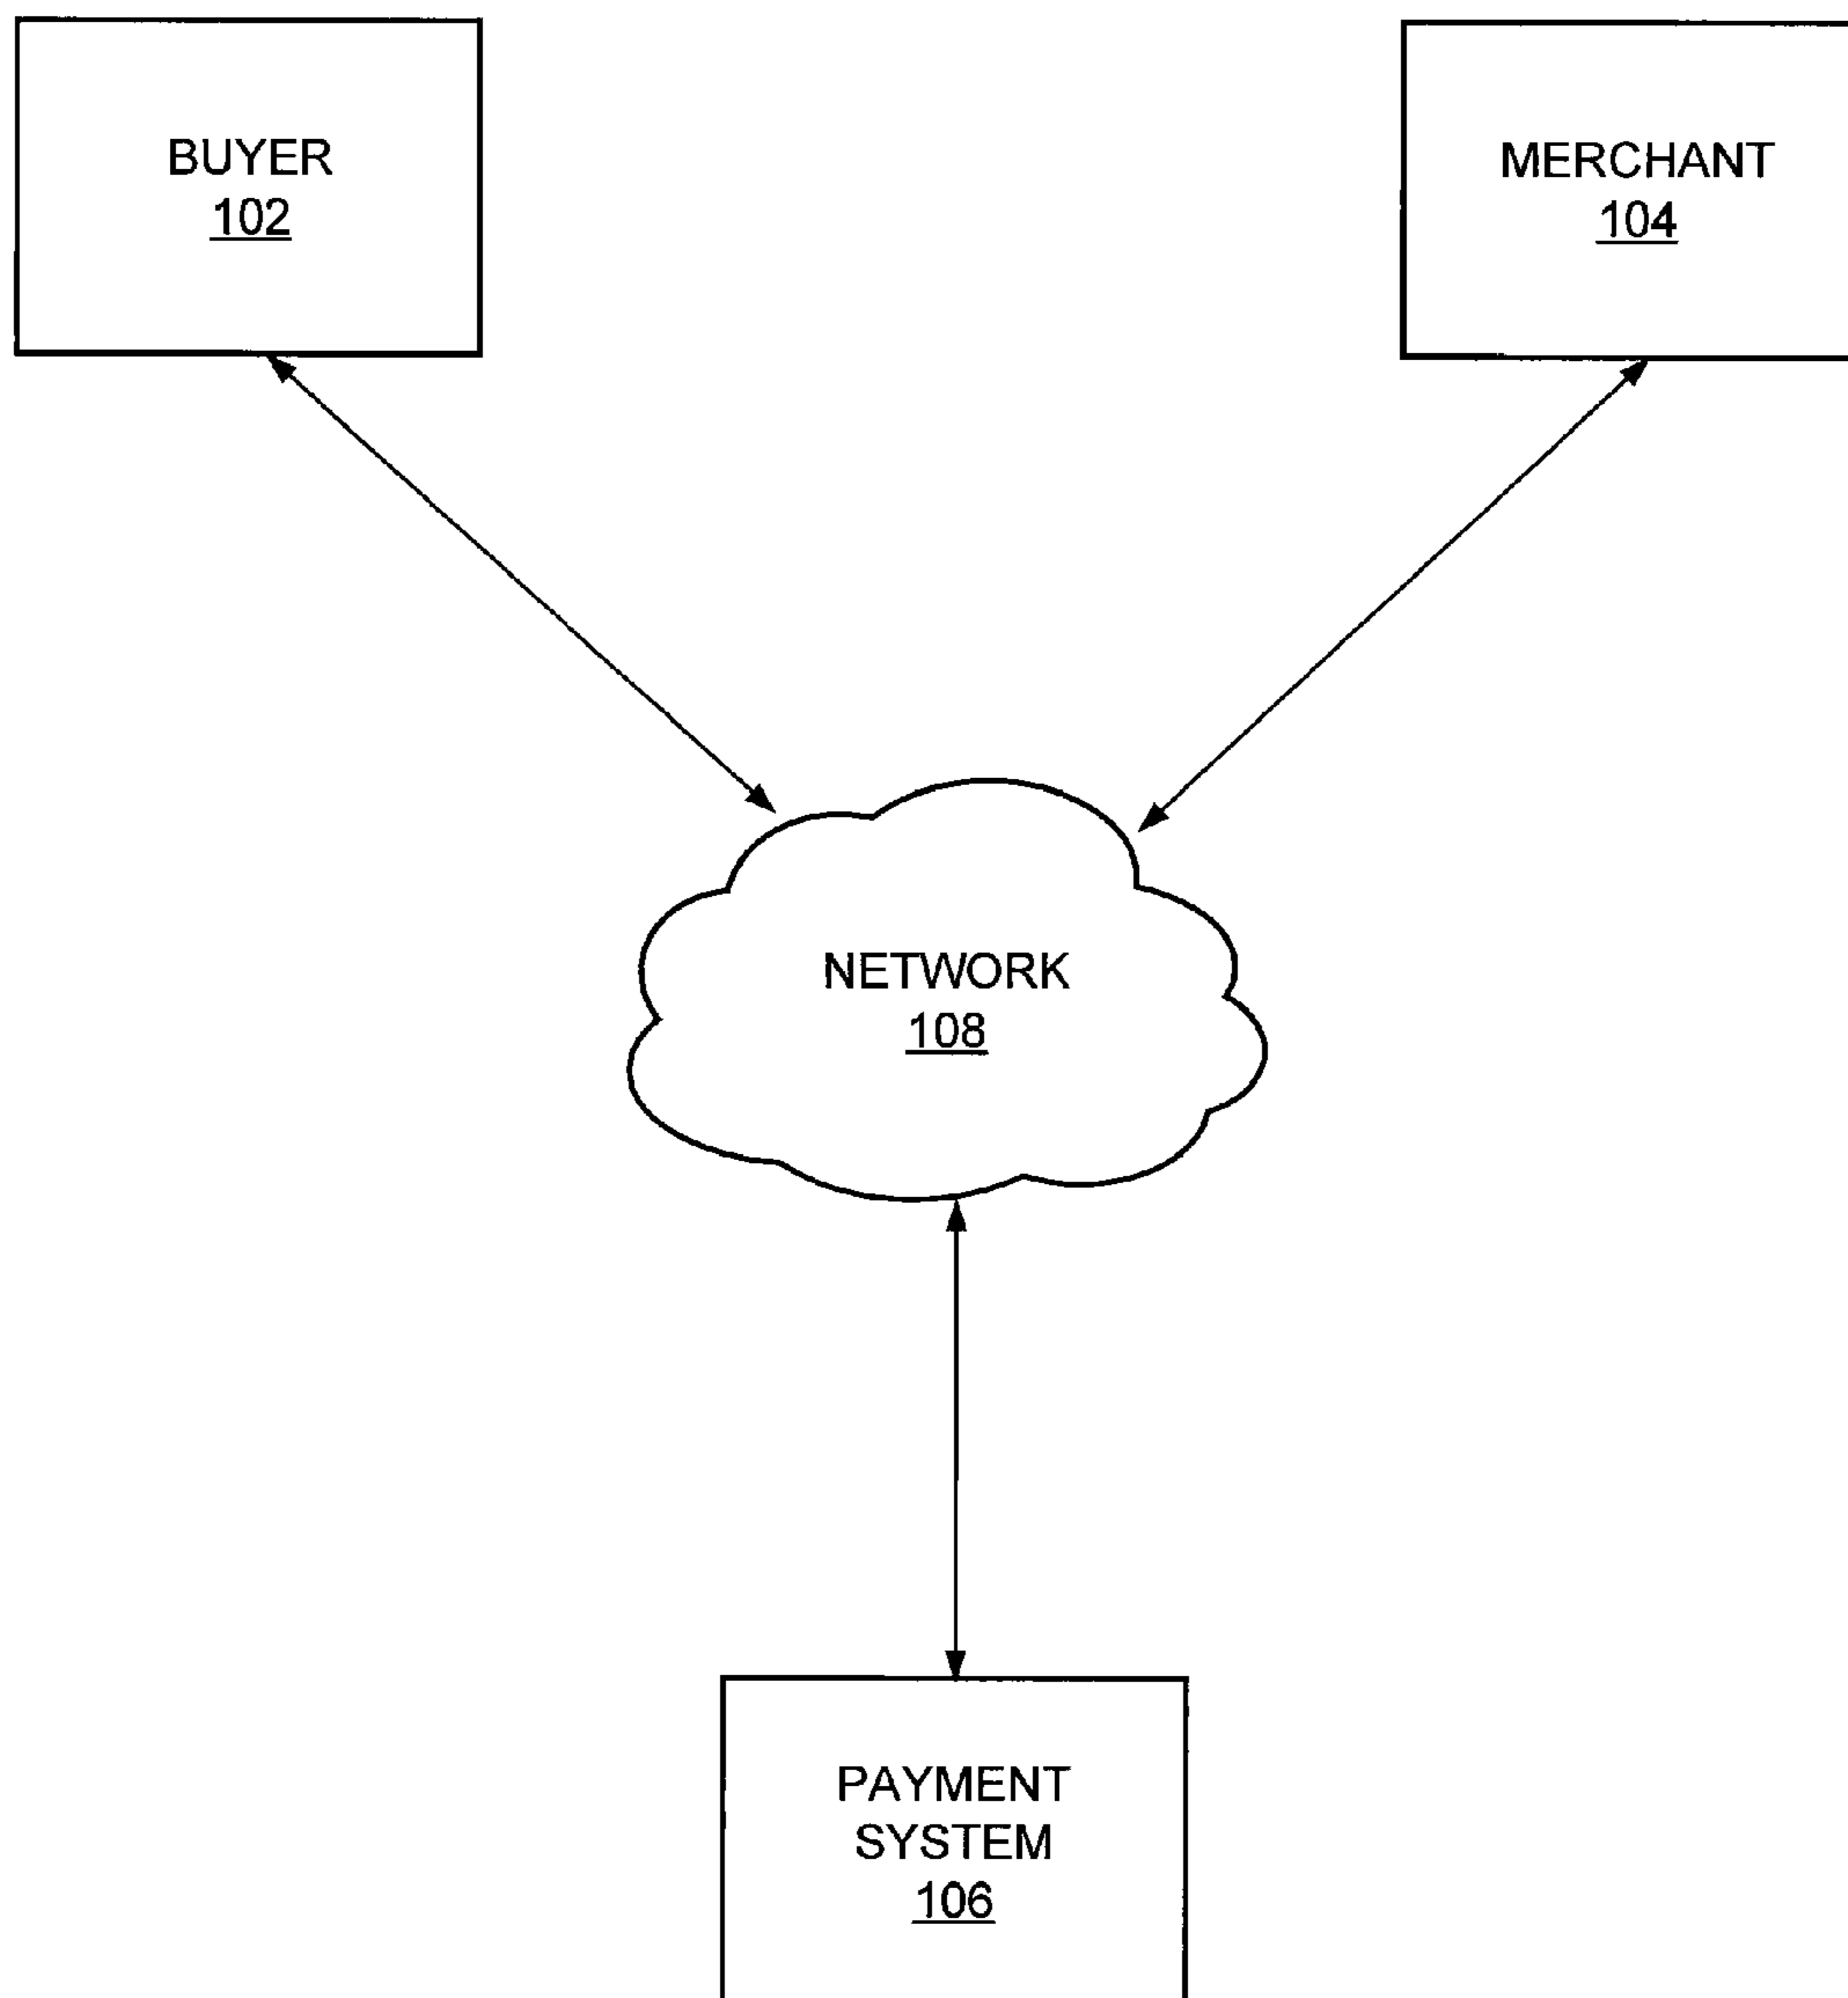 BUYER
102
MERCHANT
104
NETWORK
108
PAYMENT
SYSTEM
106